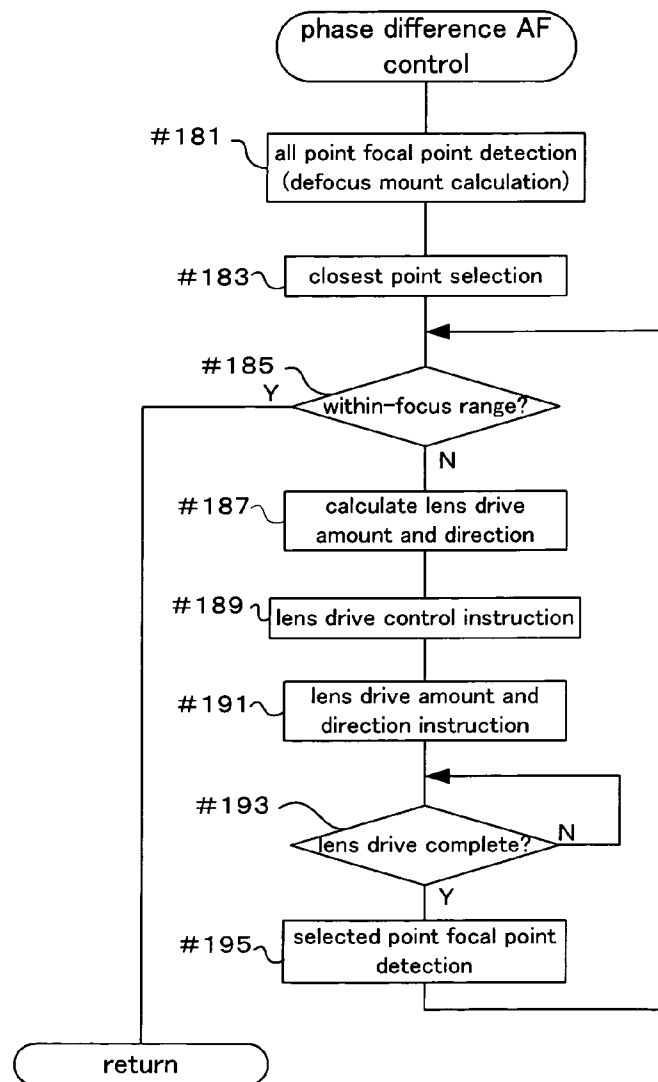 phase difference AF
control
#181
all point focal point detection
(defocus mount calculation)
#183
closest point selection
#185
Y
within-focus range?
N
#187
calculate lens drive
amount and direction
#189
lens drive control instruction
#191
lens drive amount and
direction instruction
#193
lens drive complete?
N
Y
#195
selected point focal point
detection
return